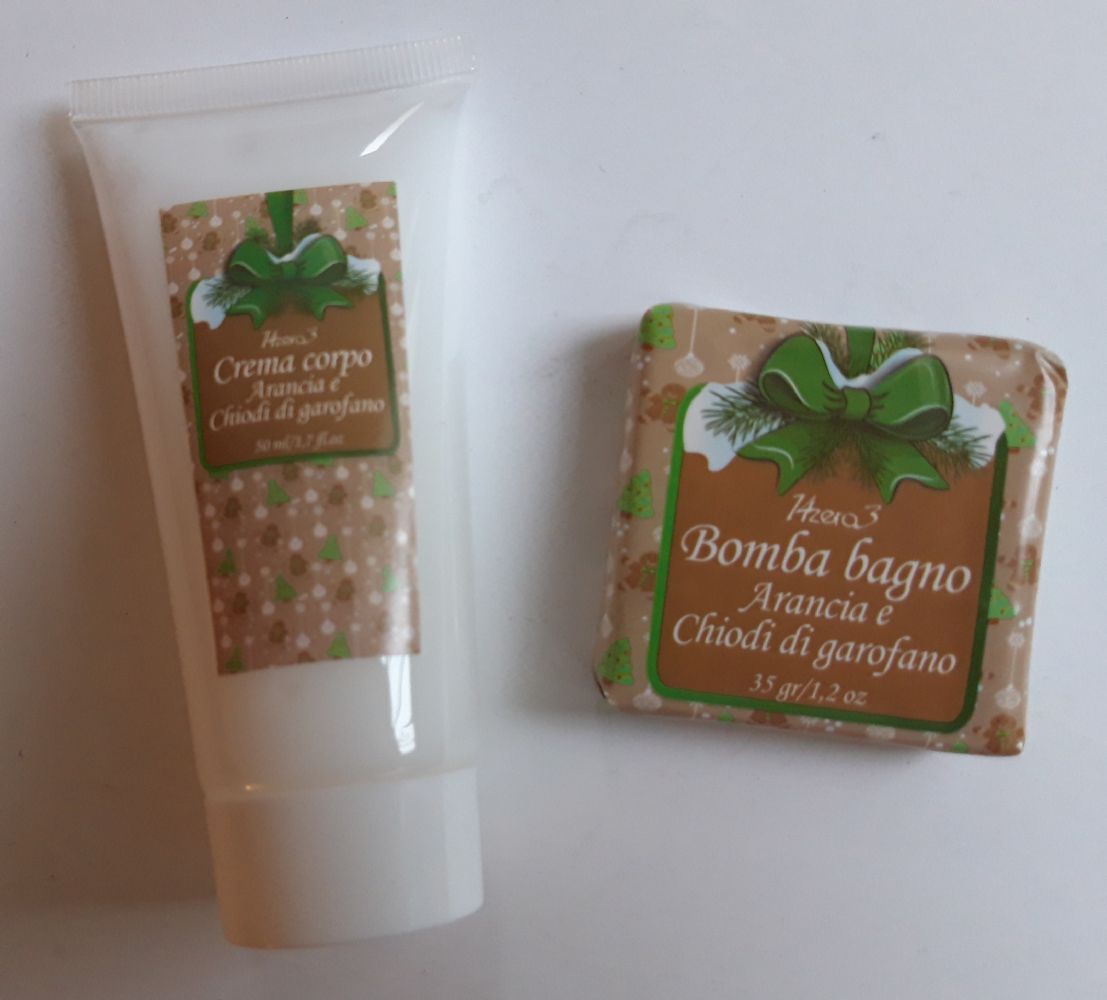 14zero3
Crema corpo
Arancia e
Chiodi di garofano
50 ml/1,7 fl.oz
14zero3
Bomba bagno
Arancia e
Chiodi di garofano
35 gr/1,2 oz